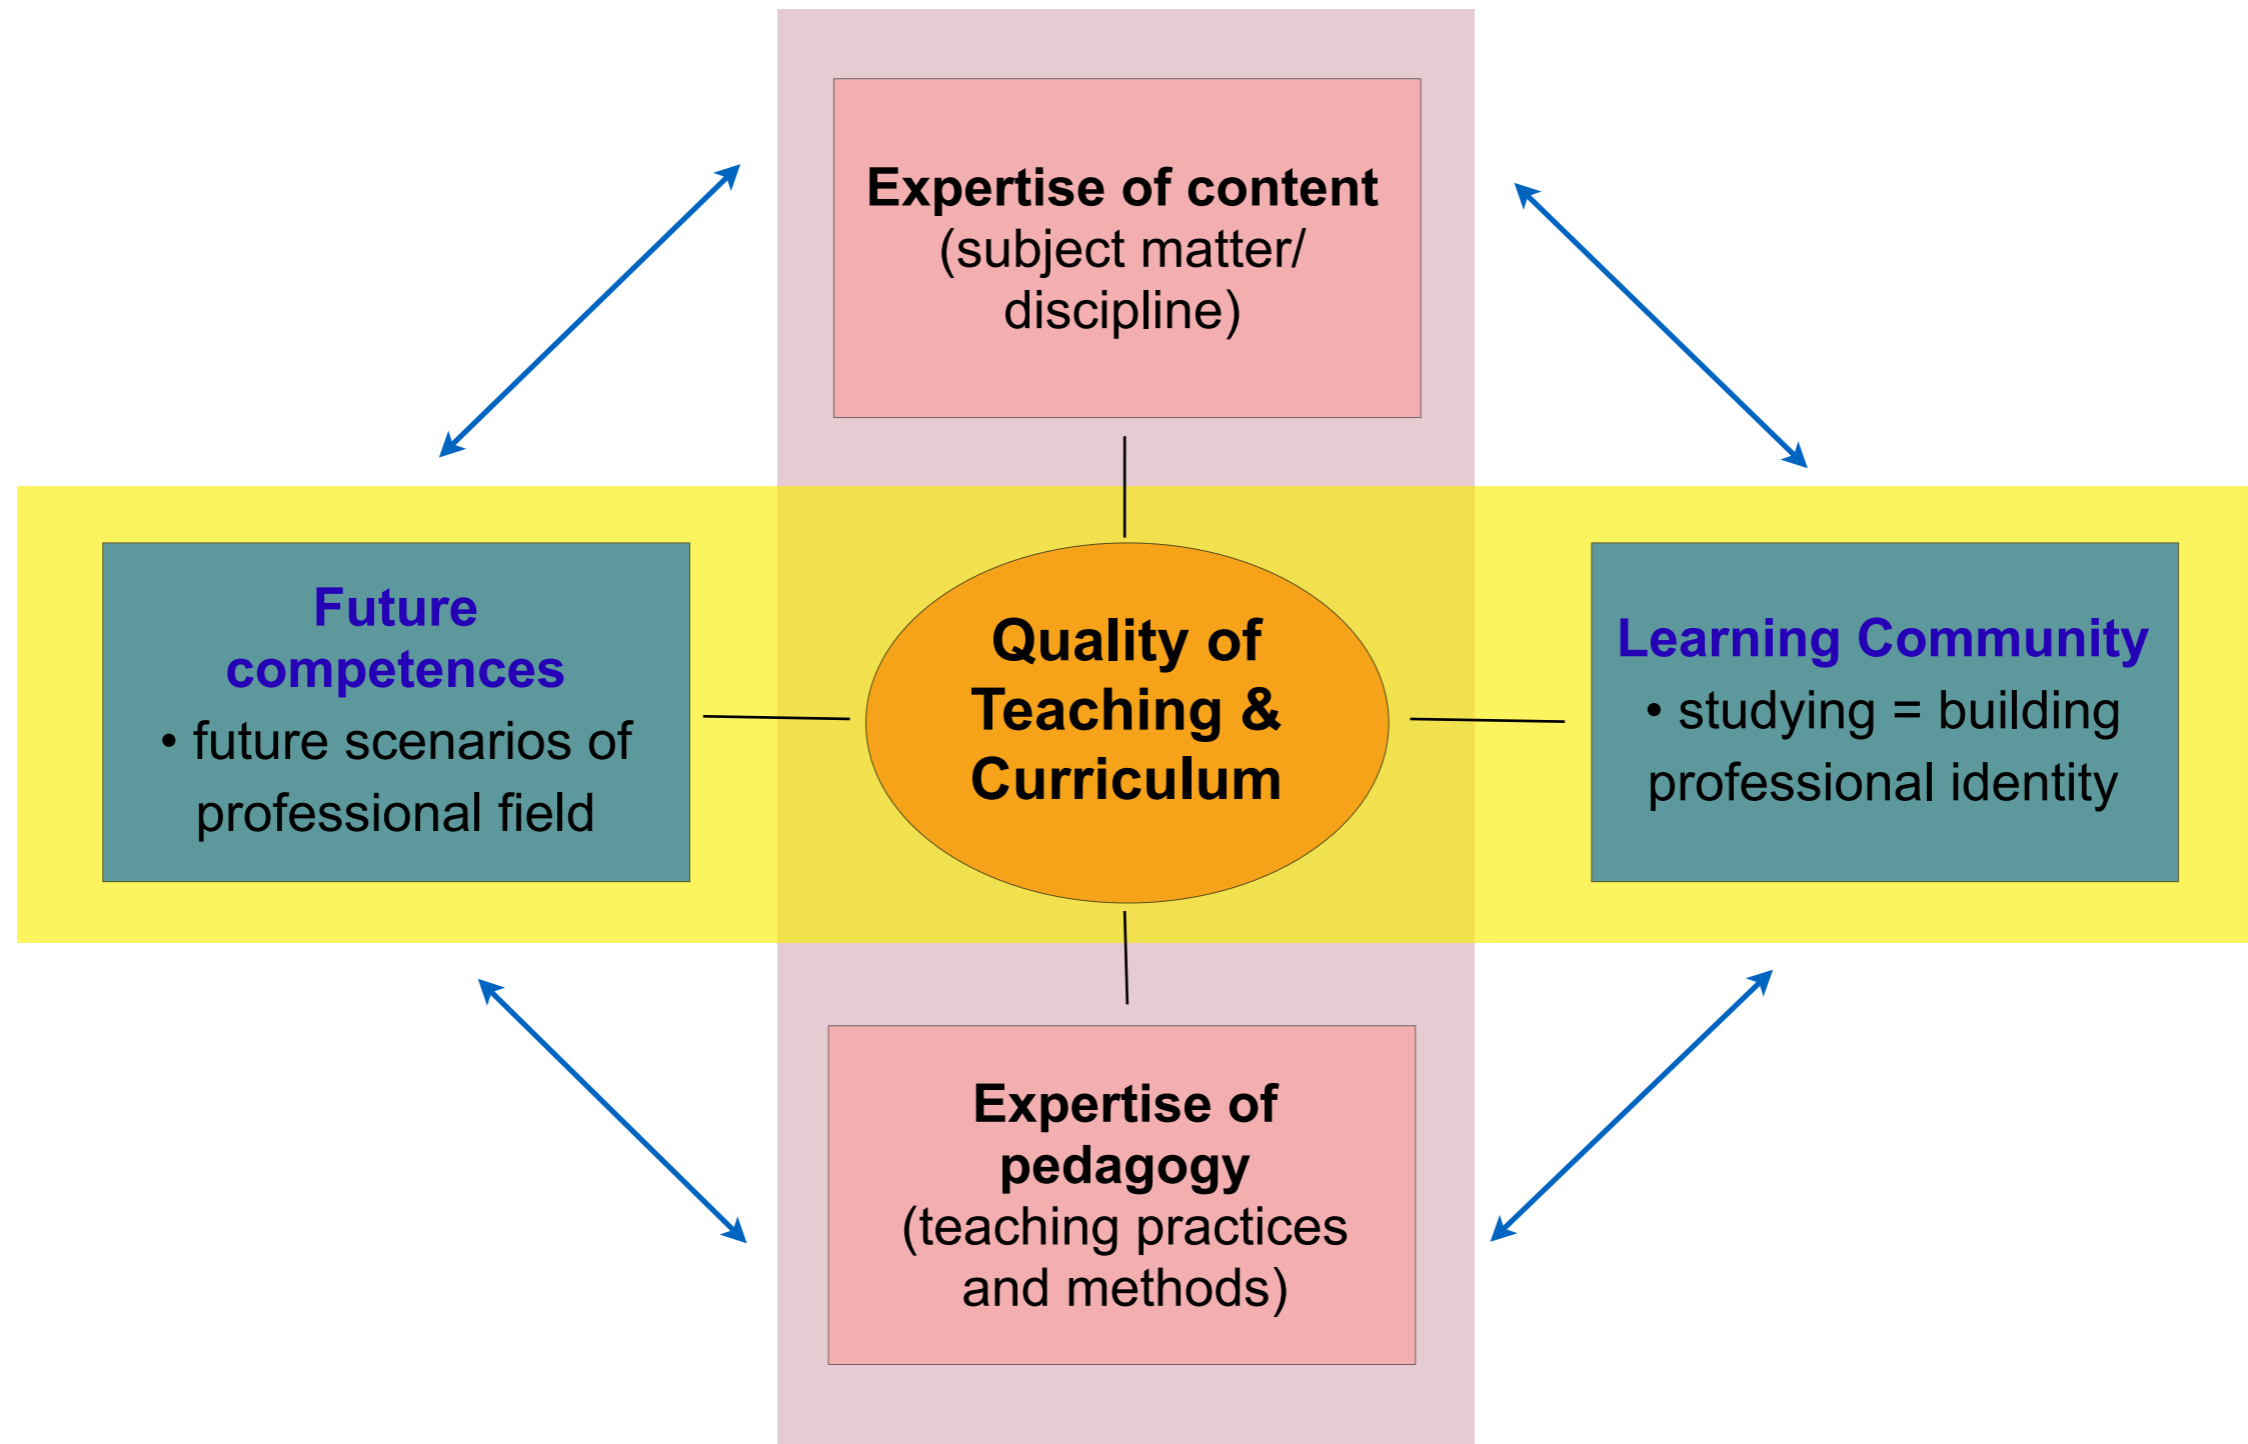 Expertise of content
(subject matter/
discipline)
Future
competences
• future scenarios of
professional field
Quality of
Teaching &
Curriculum
Learning Community
• studying = building
professional identity
Expertise of
pedagogy
(teaching practices
and methods)